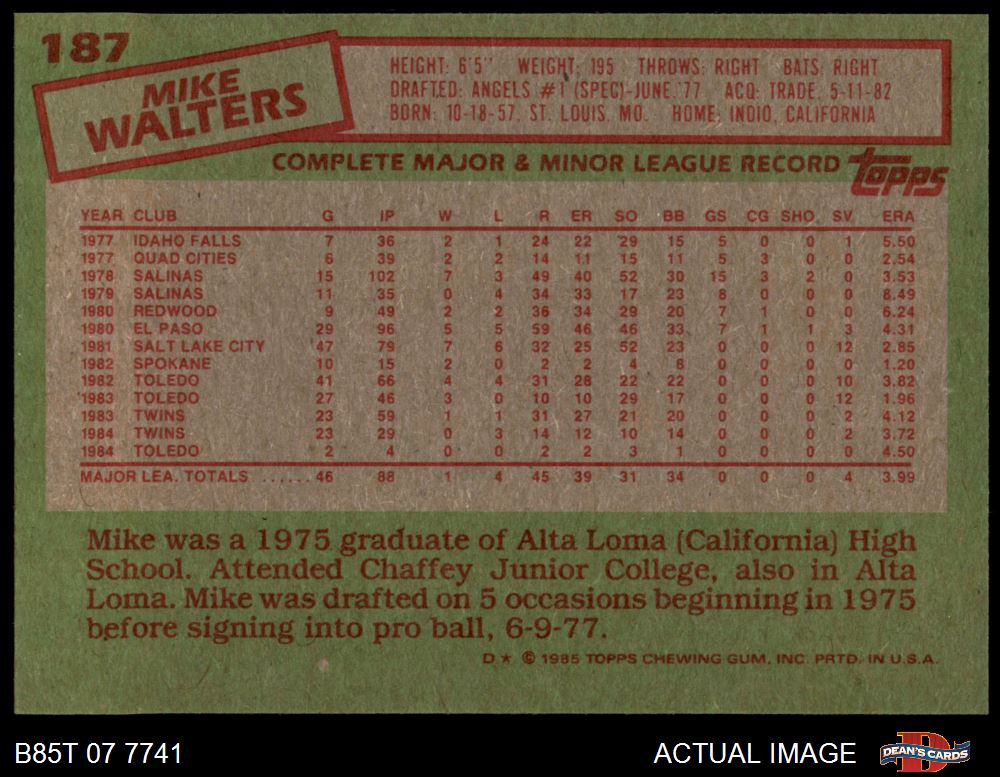 187
MIKE
WALTERS
HEIGHT: 6'5" WEIGHT: 195 THROWS: RIGHT BATS: RIGHT
DRAFTED: ANGELS #1 (SPEC)-JUNE,'77 ACQ: TRADE, 5-11-82
BORN: 10-18-57, ST. LOUIS, MO. HOME: INDIO, CALIFORNIA
COMPLETE MAJOR & MINOR LEAGUE RECORD topps
YEAR CLUB G IP W L R ER SO BB GS CG SHO. SV. ERA
1977 IDAHO FALLS 7 36 2 1 24 22 29 15 5 0 0 1 5.50
1977 QUAD CITIES 6 39 2 2 14 11 15 11 5 3 0 0 2.54
1978 SALINAS 15 102 7 3 49 40 52 30 15 3 2 0 3.53
1979 SALINAS 11 35 0 4 34 33 17 23 8 0 0 0 8.49
1980 REDWOOD 9 49 2 2 36 34 29 20 7 1 0 0 6.24
1980 EL PASO 29 96 5 5 59 46 46 33 7 1 1 3 4.31
1981 SALT LAKE CITY 47 79 7 6 32 25 52 23 0 0 0 12 2.85
1982 SPOKANE 10 15 2 0 2 2 4 8 0 0 0 0 1.20
1982 TOLEDO 41 66 4 4 31 28 22 22 0 0 0 10 3.82
1983 TOLEDO 27 46 3 0 10 10 29 17 0 0 0 12 1.96
1983 TWINS 23 59 1 1 31 27 21 20 0 0 0 2 4.12
1984 TWINS 23 29 0 3 14 12 10 14 0 0 0 2 3.72
1984 TOLEDO 2 4 0 0 2 2 3 1 0 0 0 0 4.50
MAJOR LEA. TOTALS ...... 46 88 1 4 45 39 31 34 0 0 0 4 3.99
Mike was a 1975 graduate of Alta Loma (California) High
School. Attended Chaffey Junior College, also in Alta
Loma. Mike was drafted on 5 occasions beginning in 1975
before signing into pro ball, 6-9-77.
D ★ © 1985 TOPPS CHEWING GUM, INC. PRTD. IN U.S.A.
B85T 07 7741 ACTUAL IMAGE DEAN'S CARDS